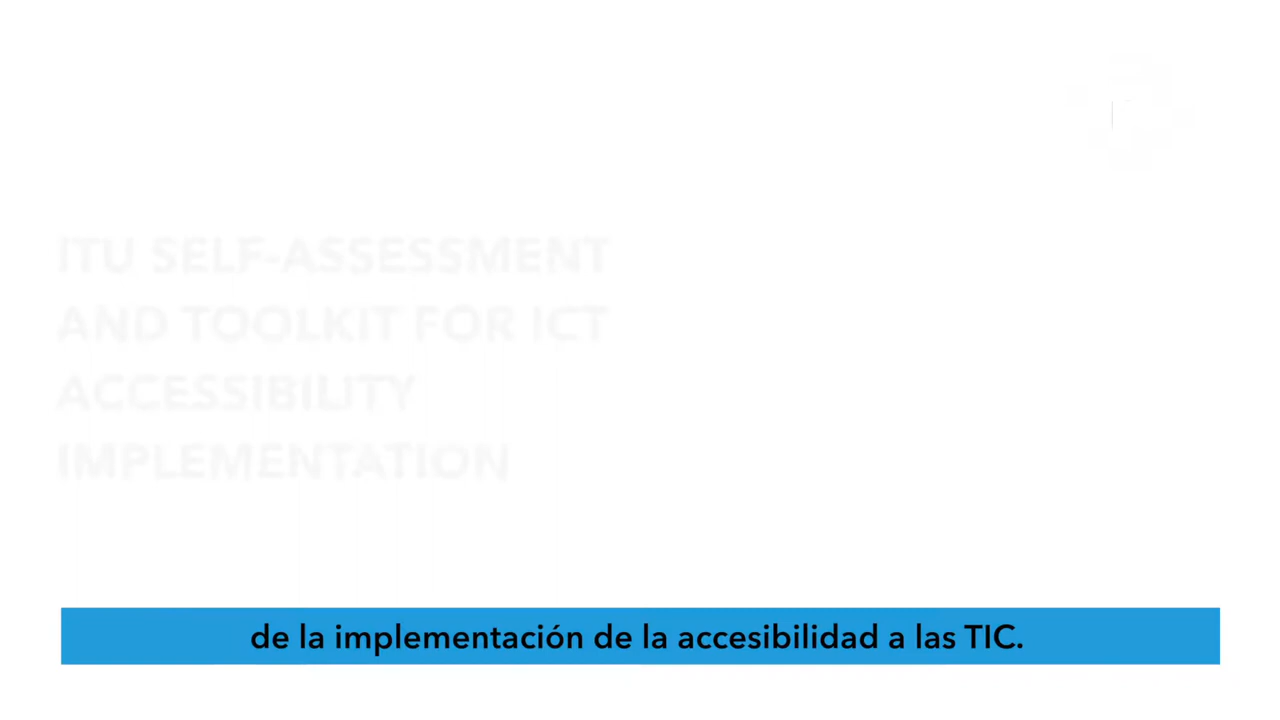 ITU SELF-ASSESSMENT
AND TOOLKIT FOR ICT
ACCESSIBILITY
IMPLEMENTATION
de la implementación de la accesibilidad a las TIC.